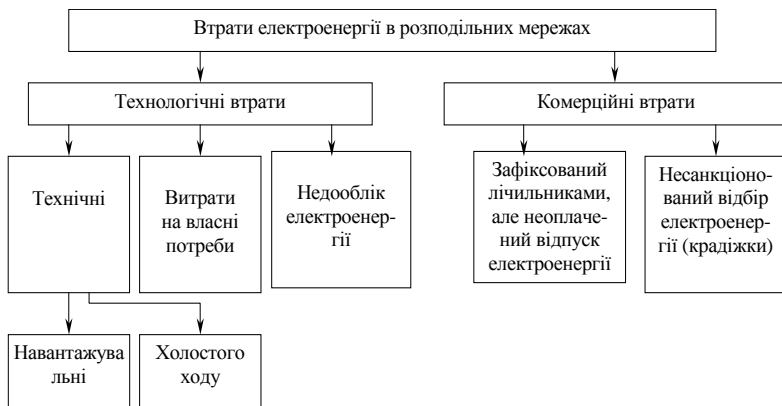 Втрати електроенергії в розподільних мережах
Технологічні втрати
Комерційні втрати
Технічні
Витрати
на власні
потреби
Недооблік
електроенер-
гії
Зафіксований
лічильниками,
але неоплаче-
ний відпуск
електроенергії
Несанкціоно-
ований відбір
електроенер-
гії (крадіжки)
Навантажува
льні
Холостого
ходу